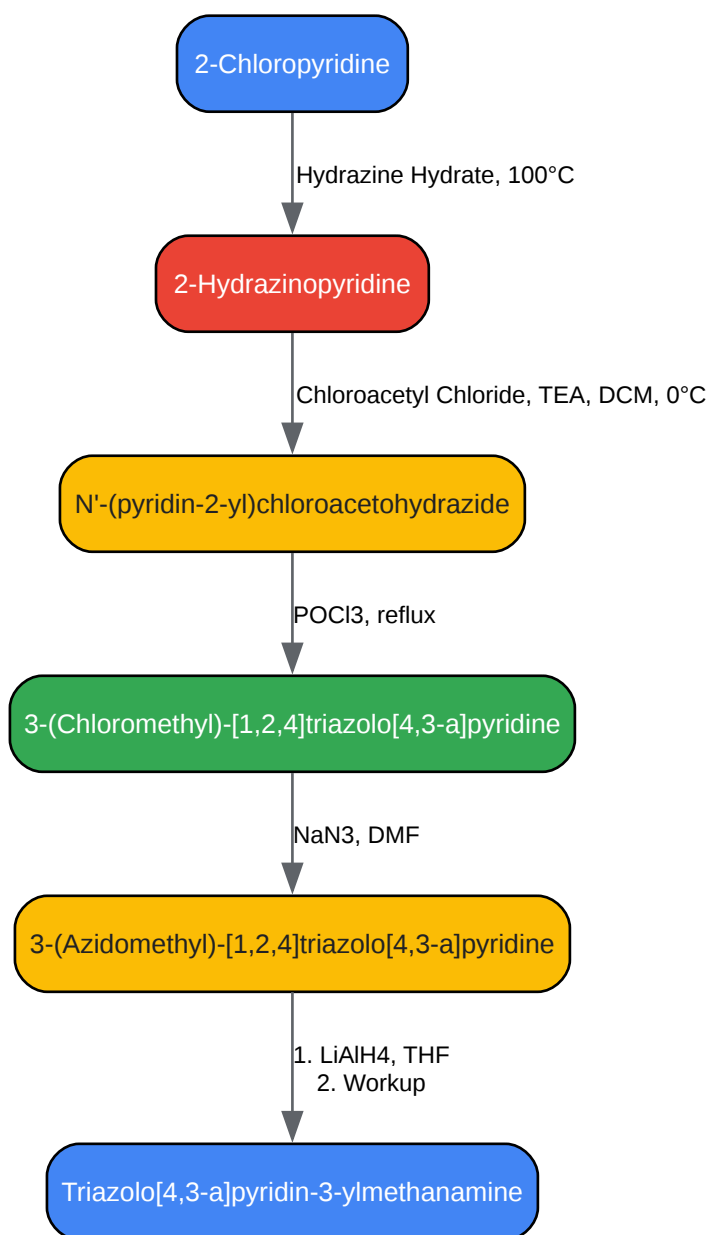 2-Chloropyridine
Hydrazine Hydrate, 100°C
2-Hydrazinopyridine
Chloroacetyl Chloride, TEA, DCM, 0°C
N'-(pyridin-2-yl)chloroacetohydrazide
POCl3, reflux
3-(Chloromethyl)-[1,2,4]triazolo[4,3-a]pyridine
NaN3, DMF
3-(Azidomethyl)-[1,2,4]triazolo[4,3-a]pyridine
1. LiAlH4, THF
2. Workup
Triazolo[4,3-a]pyridin-3-ylmethanamine